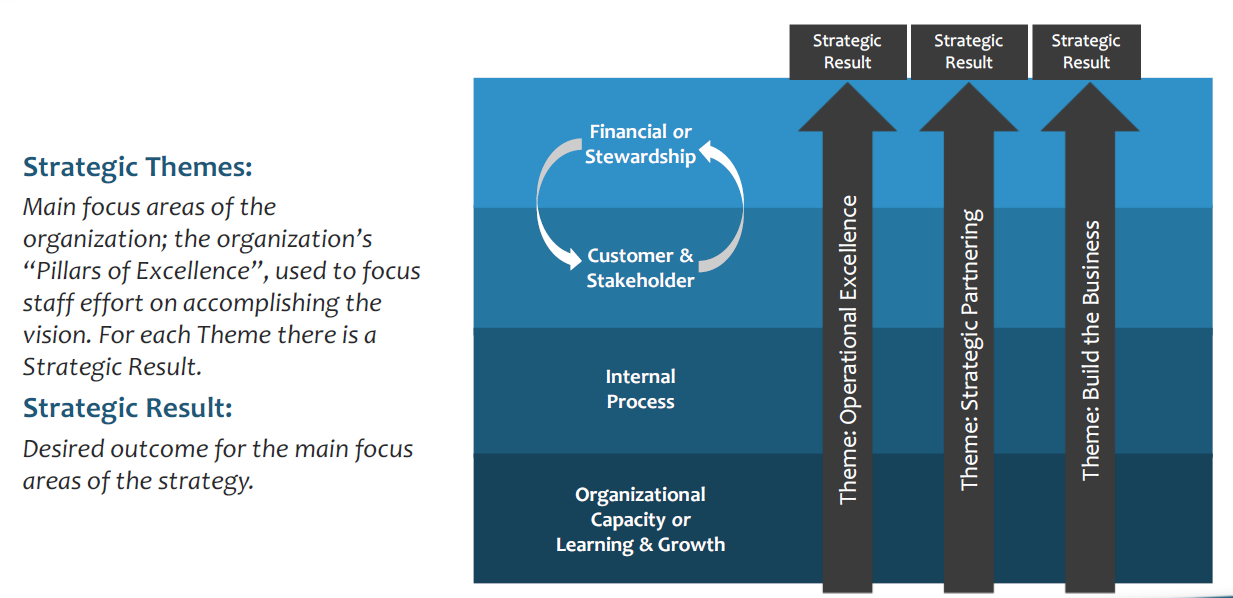 Strategic Themes:
Main focus areas of the
organization; the organization's
“Pillars of Excellence”, used to focus
staff effort on accomplishing the
vision. For each Theme there is a
Strategic Result.
Strategic Result:
Desired outcome for the main focus
areas of the strategy.
Financial or
Stewardship
Customer &
Stakeholder
Internal
Process
Organizational
Capacity or
Learning & Growth
Strategic
Result
Strategic
Result
Strategic
Result
Theme: Operational Excellence
Theme: Strategic Partnering
Theme: Build the Business